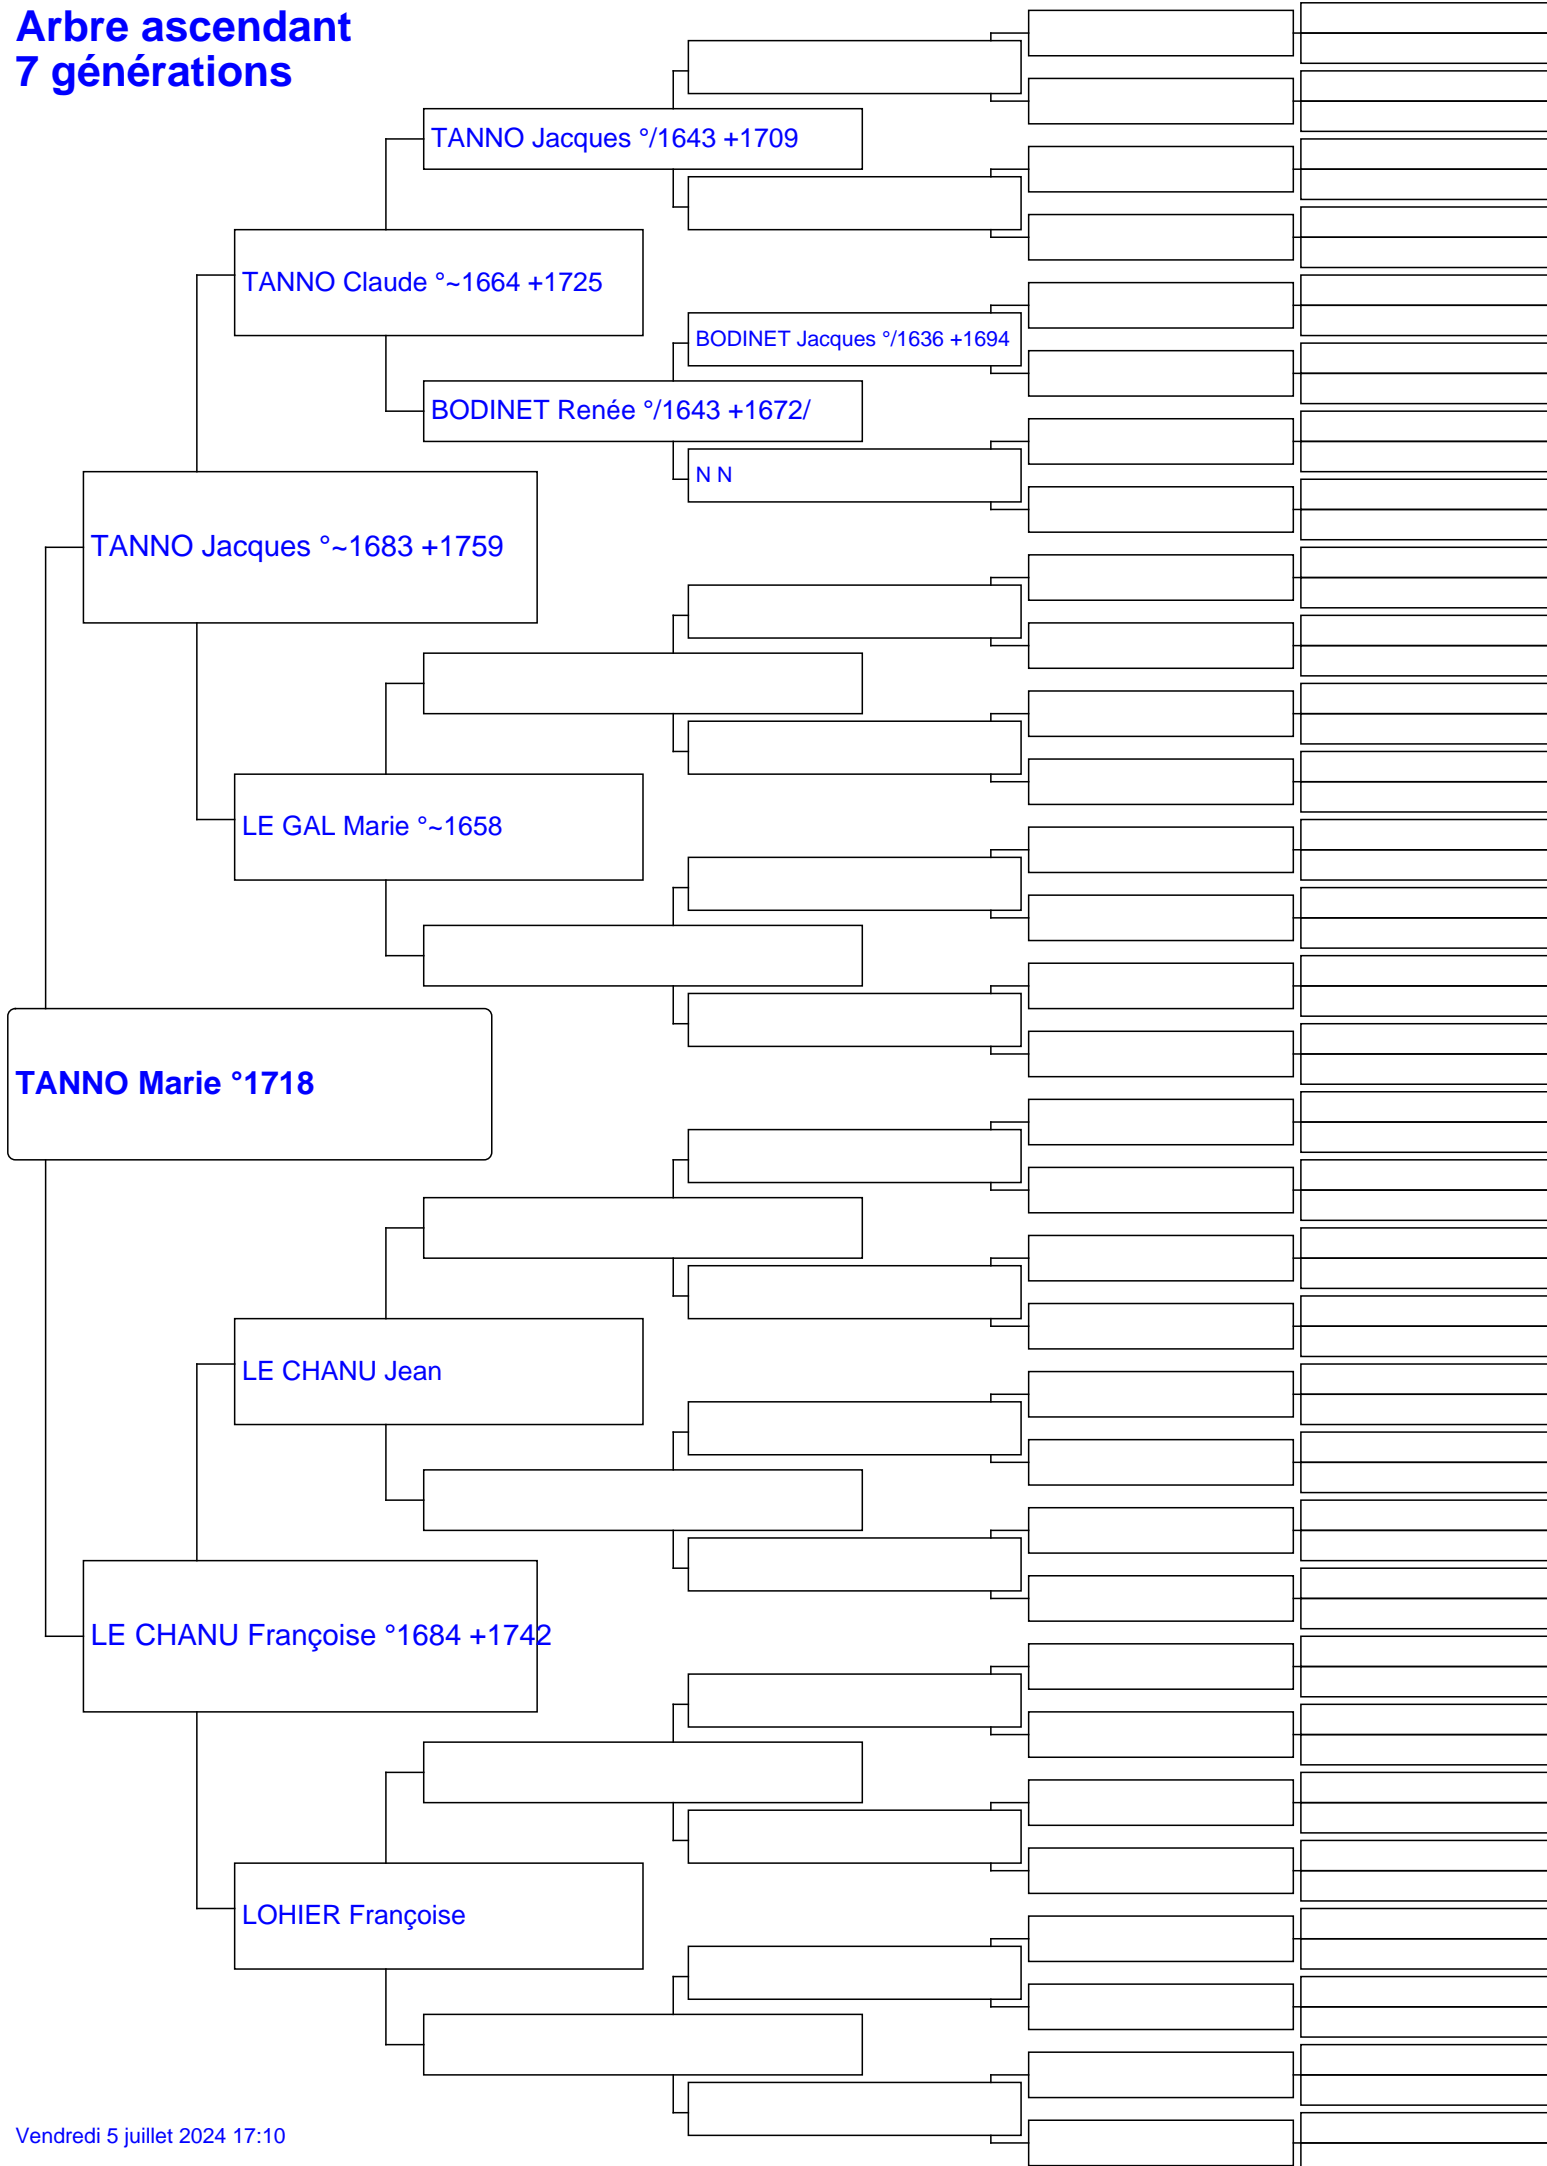 Arbre ascendant
7 générations
TANNO Jacques °/1643 +1709
TANNO Claude °~1664 +1725
BODINET Jacques °/1636 +1694
BODINET Renée °/1643 +1672/
N N
TANNO Jacques °~1683 +1759
LE GAL Marie °~1658
TANNO Marie °1718
LE CHANU Jean
LE CHANU Françoise °1684 +1742
LOHIER Françoise
Vendredi 5 juillet 2024 17:10